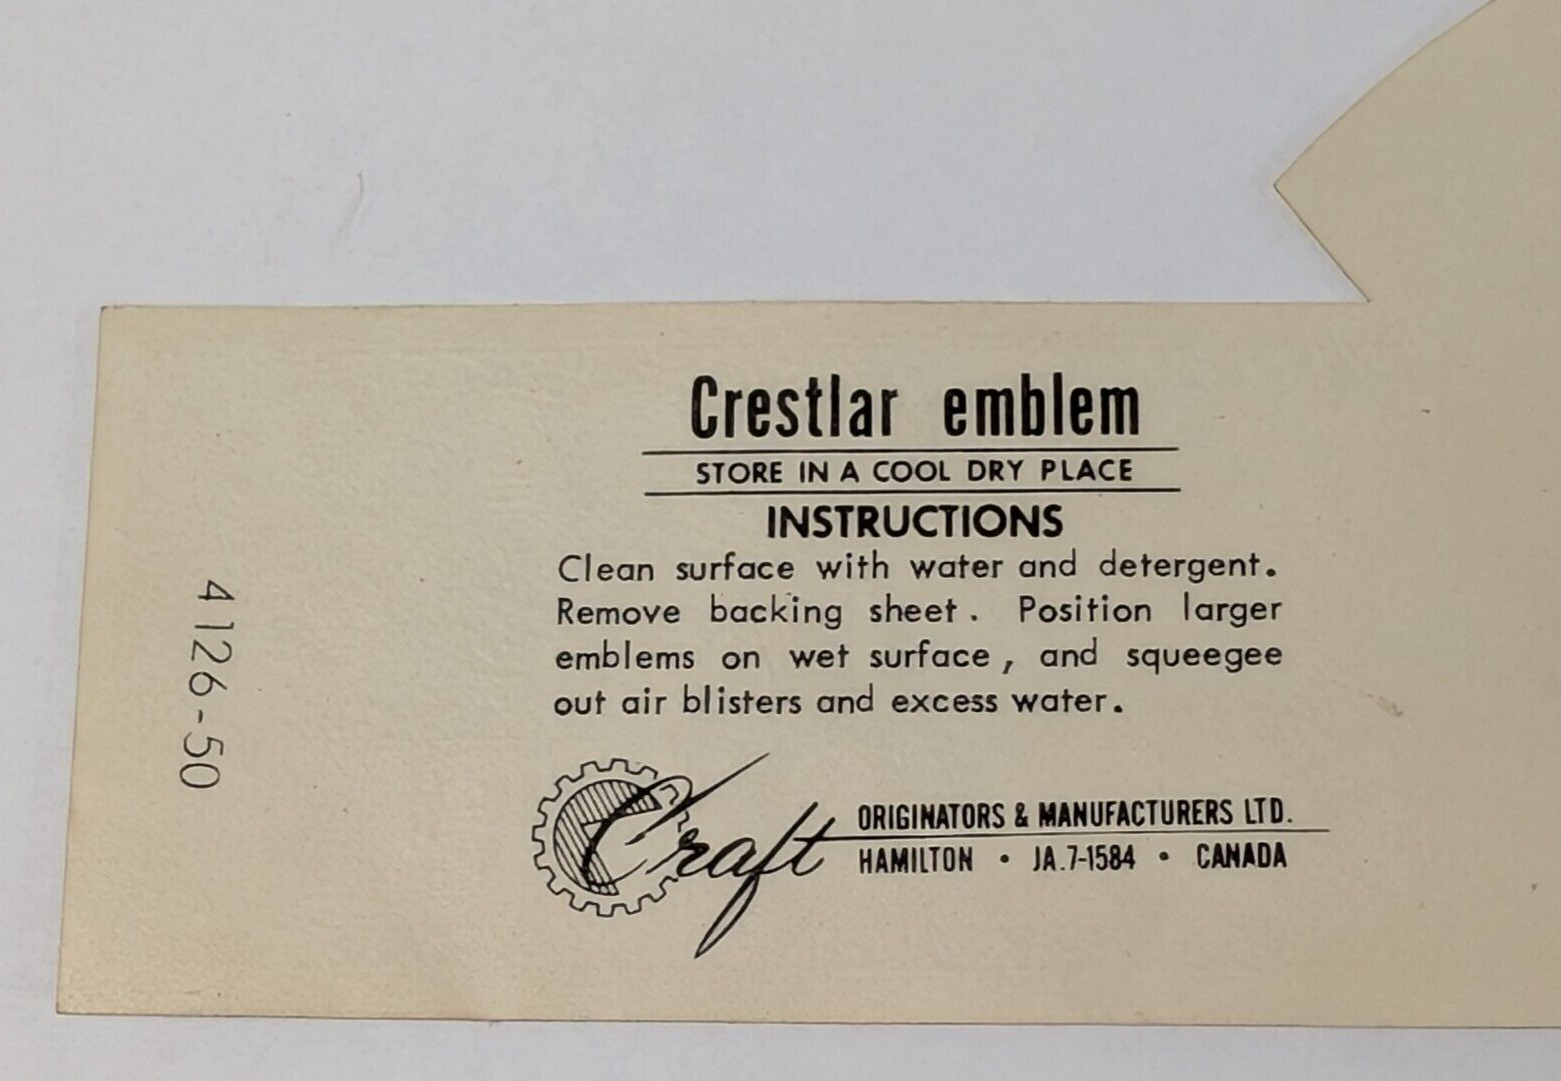 Crestlar emblem
STORE IN A COOL DRY PLACE
INSTRUCTIONS
Clean surface with water and detergent.
Remove backing sheet. Position larger
emblems on wet surface, and squeegee
out air blisters and excess water.
4126-50
Craft
ORIGINATORS & MANUFACTURERS LTD.
HAMILTON • JA.7-1584 • CANADA